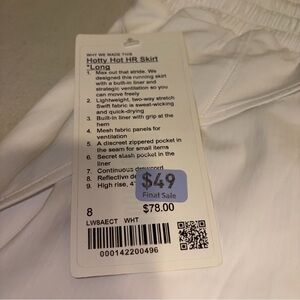 WHY WE MADE THIS
Hotty Hot HR Skirt
*Long
1. Max out that stride. We
designed this running skirt
with a built-in liner and
strategic ventilation so you
can move freely
2. Lightweight, two-way stretch
Swift fabric is sweat-wicking and
quick-drying
3. Built-in liner with grip at the
hem
4. Mesh fabric panels for
ventilation
5. A discreet zippered pocket in
the seam for small items
6. Secret stash pocket in the
liner
7. Continuous drawcord
8. Reflective de
9. High rise, 4"
$49
Final Sale
8
$78.00
LW8AECT WHT
000142200496